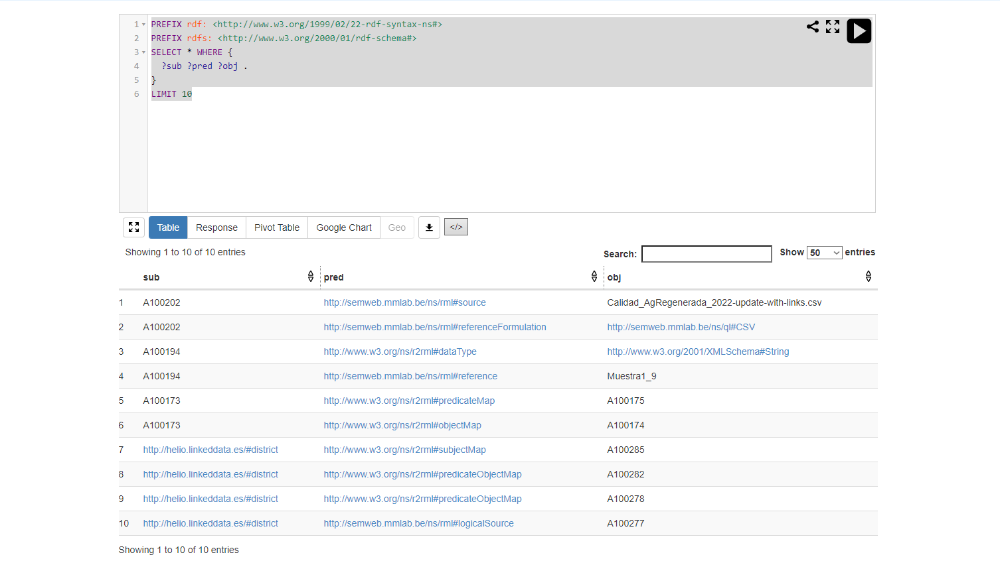 1 PREFIX rdf: <http://www.w3.org/1999/02/22-rdf-syntax-ns#>
2 PREFIX rdfs: <http://www.w3.org/2000/01/rdf-schema#>
3 SELECT * WHERE {
4 ?sub ?pred ?obj .
5 }
6 LIMIT 10
Table Response Pivot Table Google Chart Geo </>
Showing 1 to 10 of 10 entries Search: Show 50 entries
sub pred obj
1 A100202 http://semweb.mmlab.be/ns/rml#source Calidad_AgRegenerada_2022-update-with-links.csv
2 A100202 http://semweb.mmlab.be/ns/rml#referenceFormulation http://semweb.mmlab.be/ns/ql#CSV
3 A100194 http://www.w3.org/ns/r2rml#dataType http://www.w3.org/2001/XMLSchema#String
4 A100194 http://semweb.mmlab.be/ns/rml#reference Muestra1_9
5 A100173 http://www.w3.org/ns/r2rml#predicateMap A100175
6 A100173 http://www.w3.org/ns/r2rml#objectMap A100174
7 http://helio.linkeddata.es/#district http://www.w3.org/ns/r2rml#subjectMap A100285
8 http://helio.linkeddata.es/#district http://www.w3.org/ns/r2rml#predicateObjectMap A100282
9 http://helio.linkeddata.es/#district http://www.w3.org/ns/r2rml#predicateObjectMap A100278
10 http://helio.linkeddata.es/#district http://semweb.mmlab.be/ns/rml#logicalSource A100277
Showing 1 to 10 of 10 entries